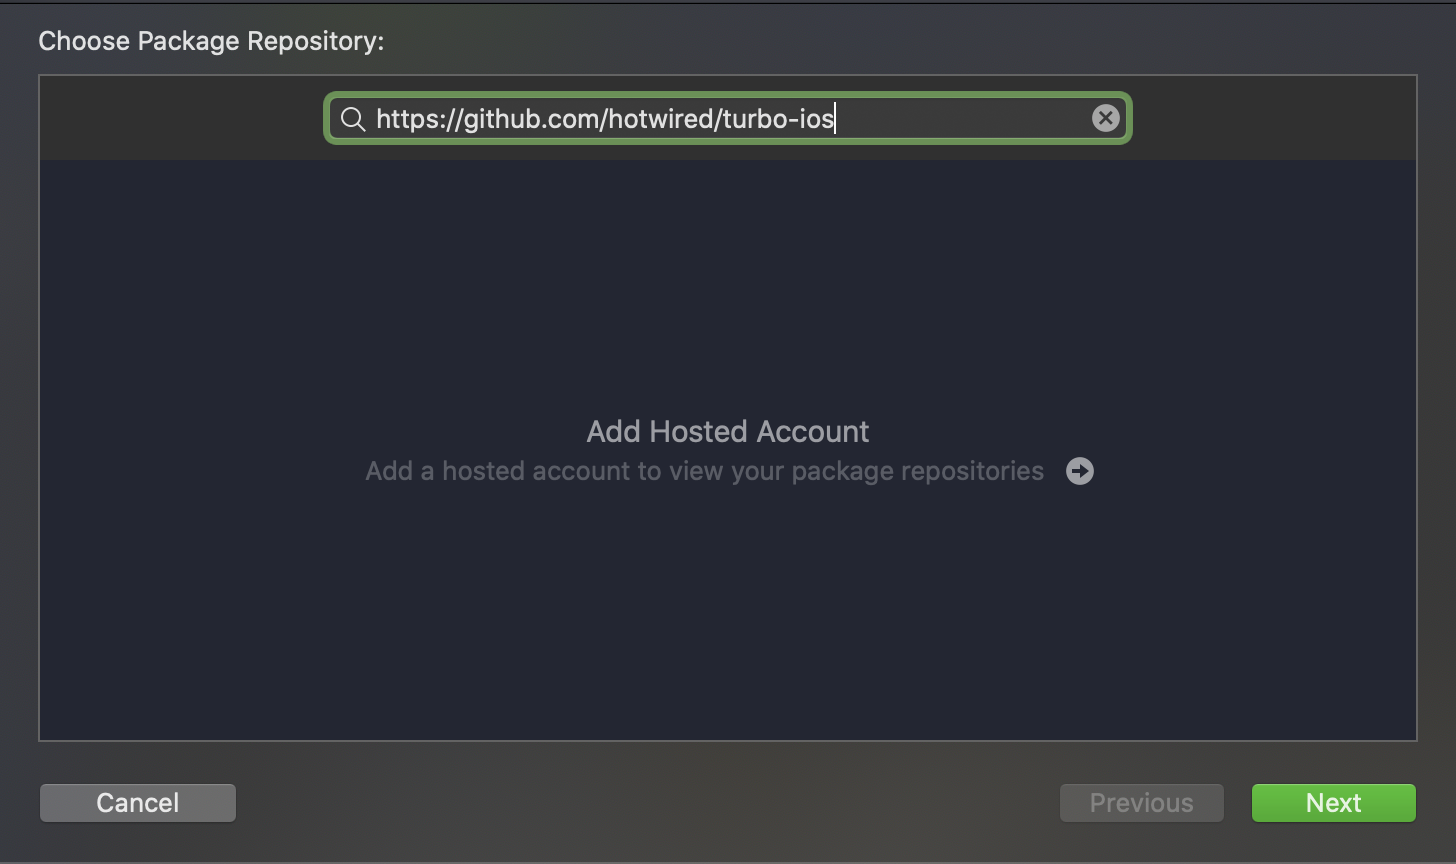 Choose Package Repository:
https://github.com/hotwired/turbo-ios
Add Hosted Account
Add a hosted account to view your package repositories
Cancel
Previous
Next